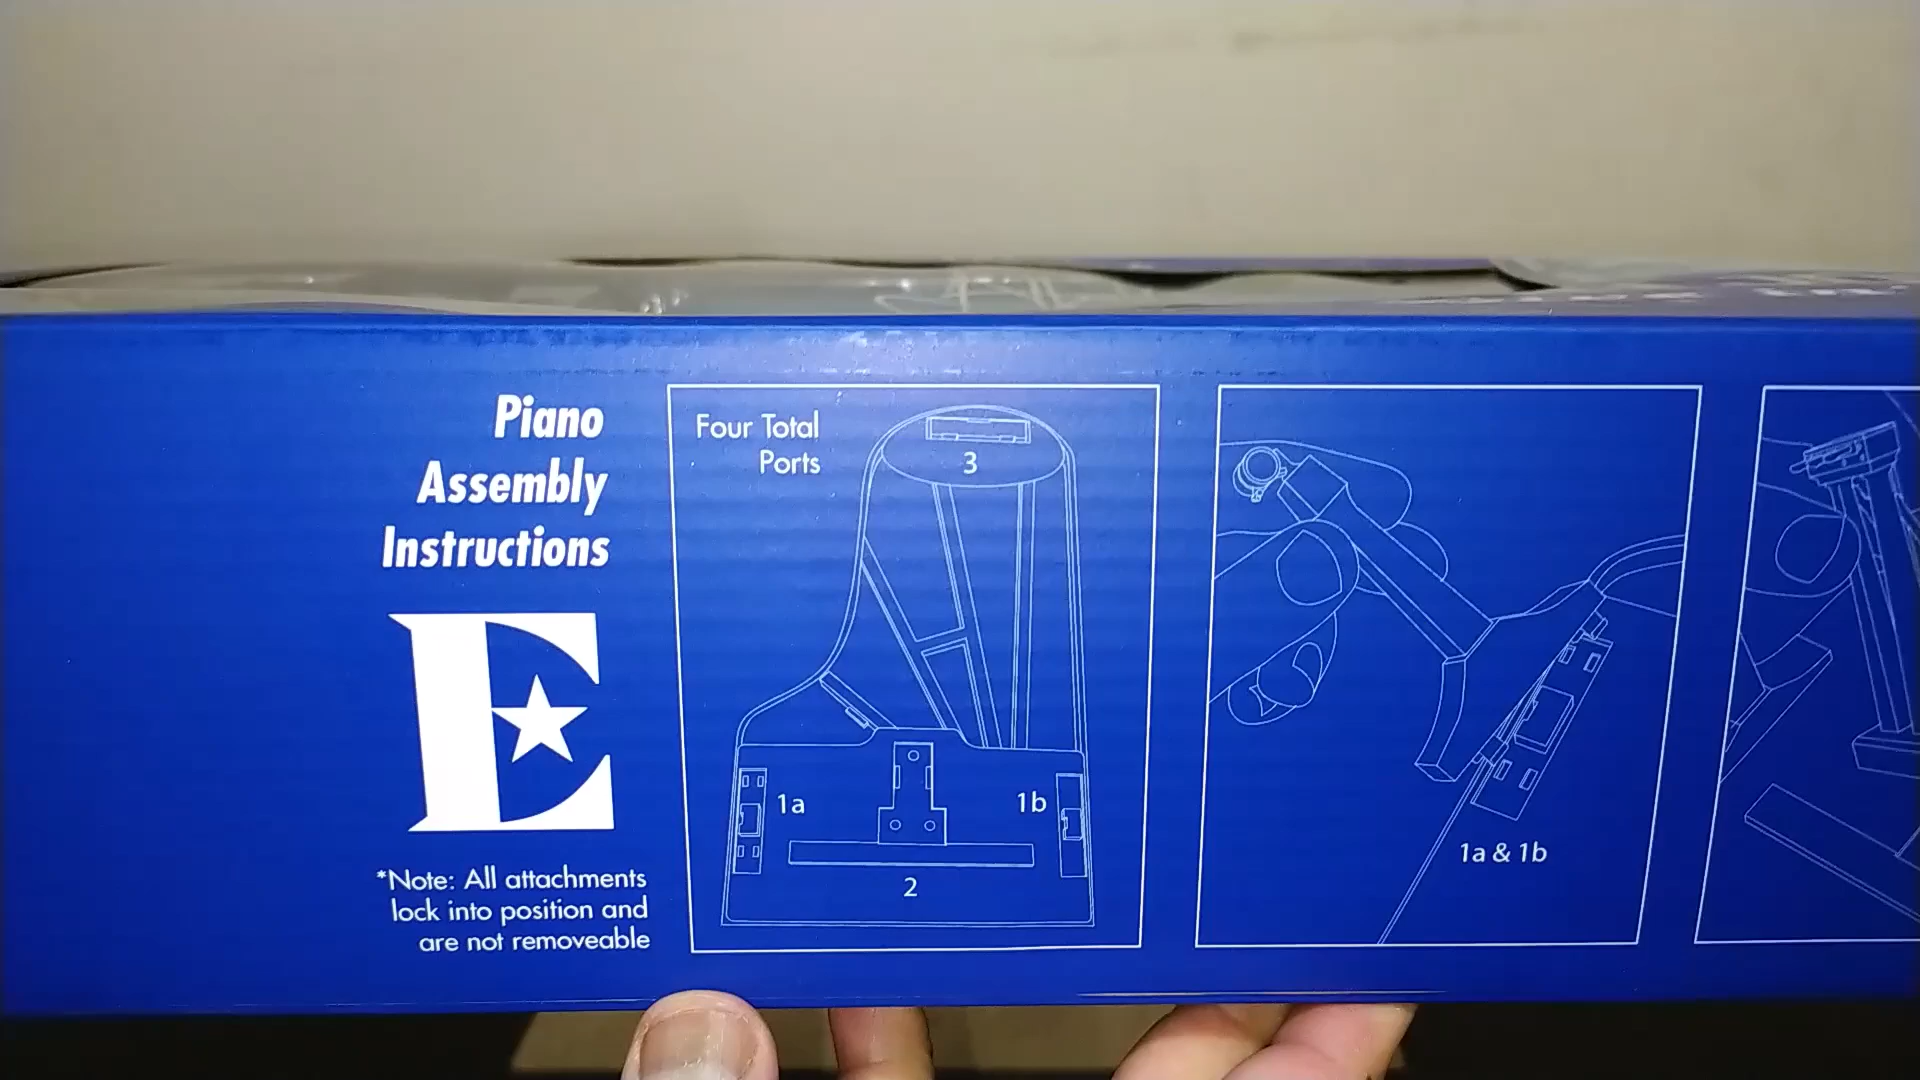 Piano
Assembly
Instructions
E
*Note: All attachments
lock into position and
are not removeable
Four Total
Ports
3
1a
1b
2
1a & 1b